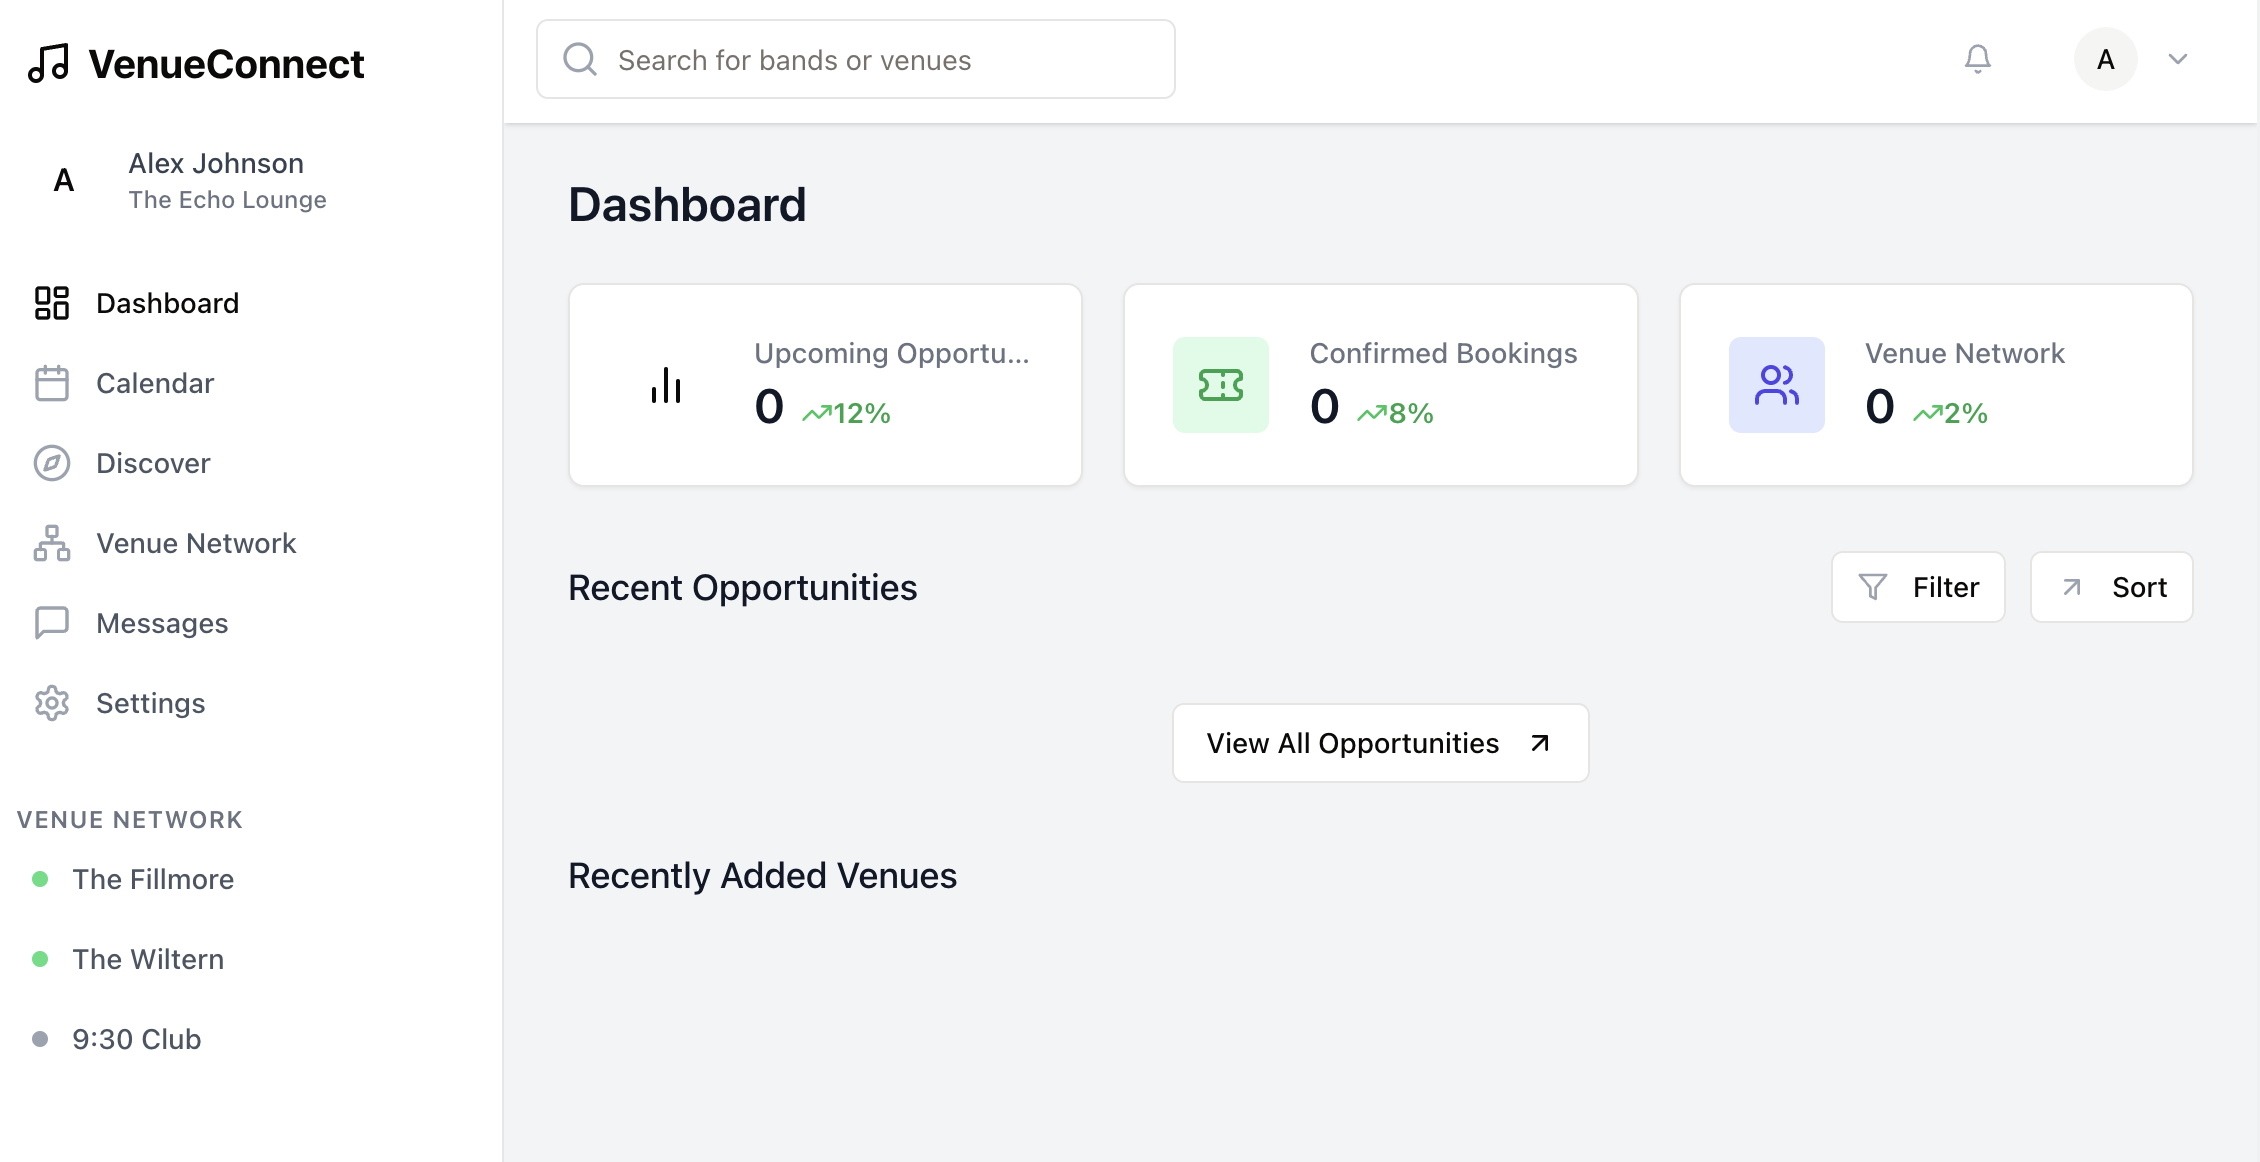 VenueConnect
Search for bands or venues
A
A
Alex Johnson
The Echo Lounge
Dashboard
Calendar
Discover
Venue Network
Messages
Settings
VENUE NETWORK
The Fillmore
The Wiltern
9:30 Club
Dashboard
Upcoming Opportu...
0 12%
Confirmed Bookings
0 8%
Venue Network
0 2%
Recent Opportunities
Filter
Sort
View All Opportunities
Recently Added Venues